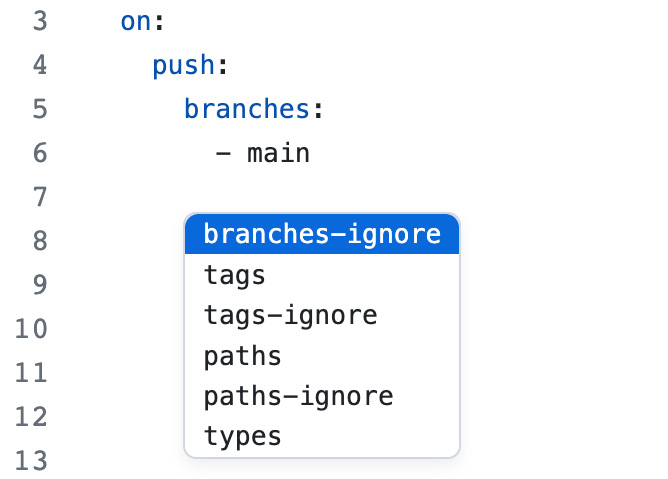 3 on:
4 push:
5 branches:
6 - main
7
8 branches-ignore
9 tags
tags-ignore
10 paths
11 paths-ignore
12 types
13